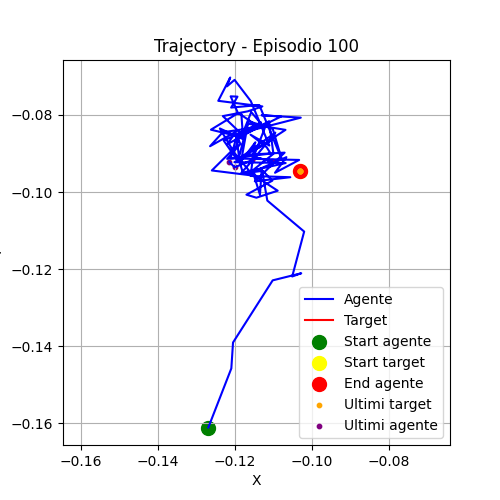 Trajectory - Episodio 100
−0.08
−0.10
−0.12
−0.14
−0.16
−0.16
−0.14
−0.12
−0.10
−0.08
X
Agente
Target
Start agente
Start target
End agente
Ultimi target
Ultimi agente